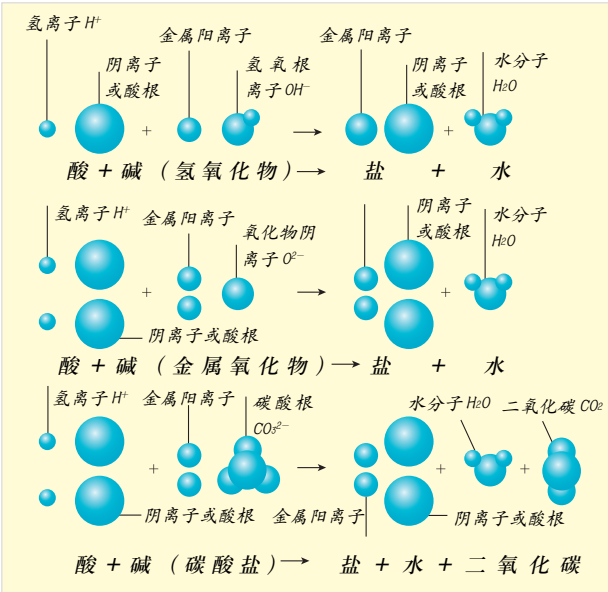 氢离子H⁺
金属阳离子
金属阳离子
阴离子
或酸根
氢氧根
离子OH⁻
阴离子
或酸根
水分子
H₂O
+ → +
酸 + 碱（氢氧化物）→ 盐 + 水
氢离子H⁺
金属阳离子
氧化物阴
离子O²⁻
阴离子
或酸根
水分子
H₂O
+ → +
阴离子或酸根
酸 + 碱（金属氧化物）→ 盐 + 水
氢离子H⁺
金属阳离子
碳酸根
CO₃²⁻
水分子H₂O
二氧化碳CO₂
+ → + +
阴离子或酸根
金属阳离子
阴离子或酸根
酸 + 碱（碳酸盐）→ 盐 + 水 + 二氧化碳